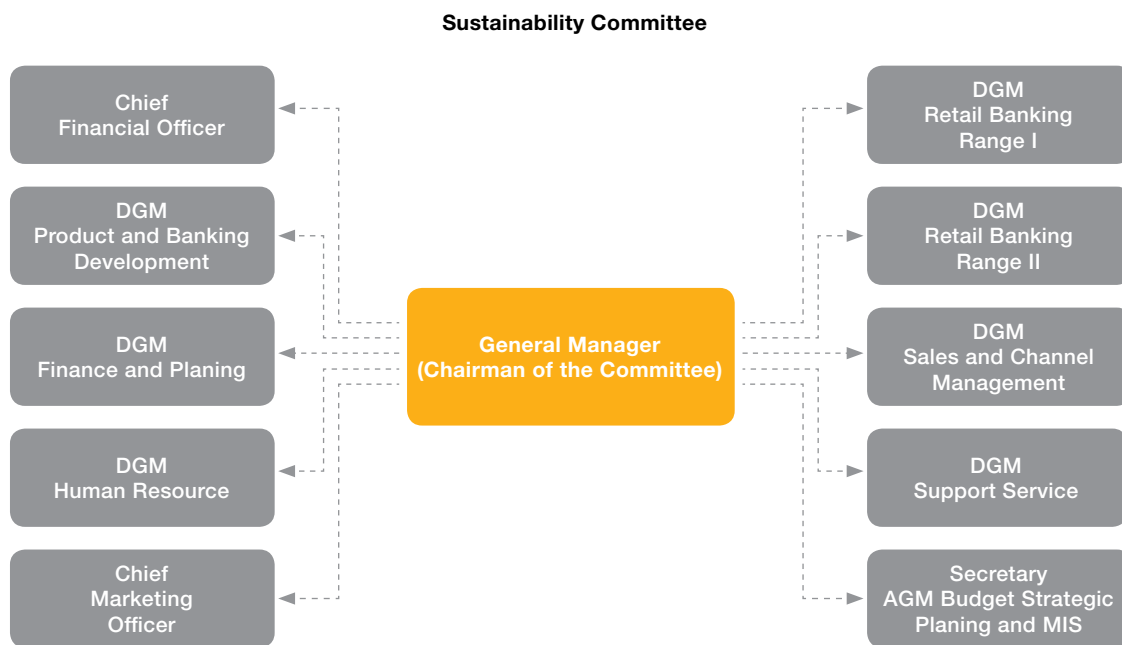 Sustainability Committee
Chief
Financial Officer
DGM
Product and Banking
Development
DGM
Finance and Planing
DGM
Human Resource
Chief
Marketing
Officer
General Manager
(Chairman of the Committee)
DGM
Retail Banking
Range I
DGM
Retail Banking
Range II
DGM
Sales and Channel
Management
DGM
Support Service
Secretary
AGM Budget Strategic
Planing and MIS